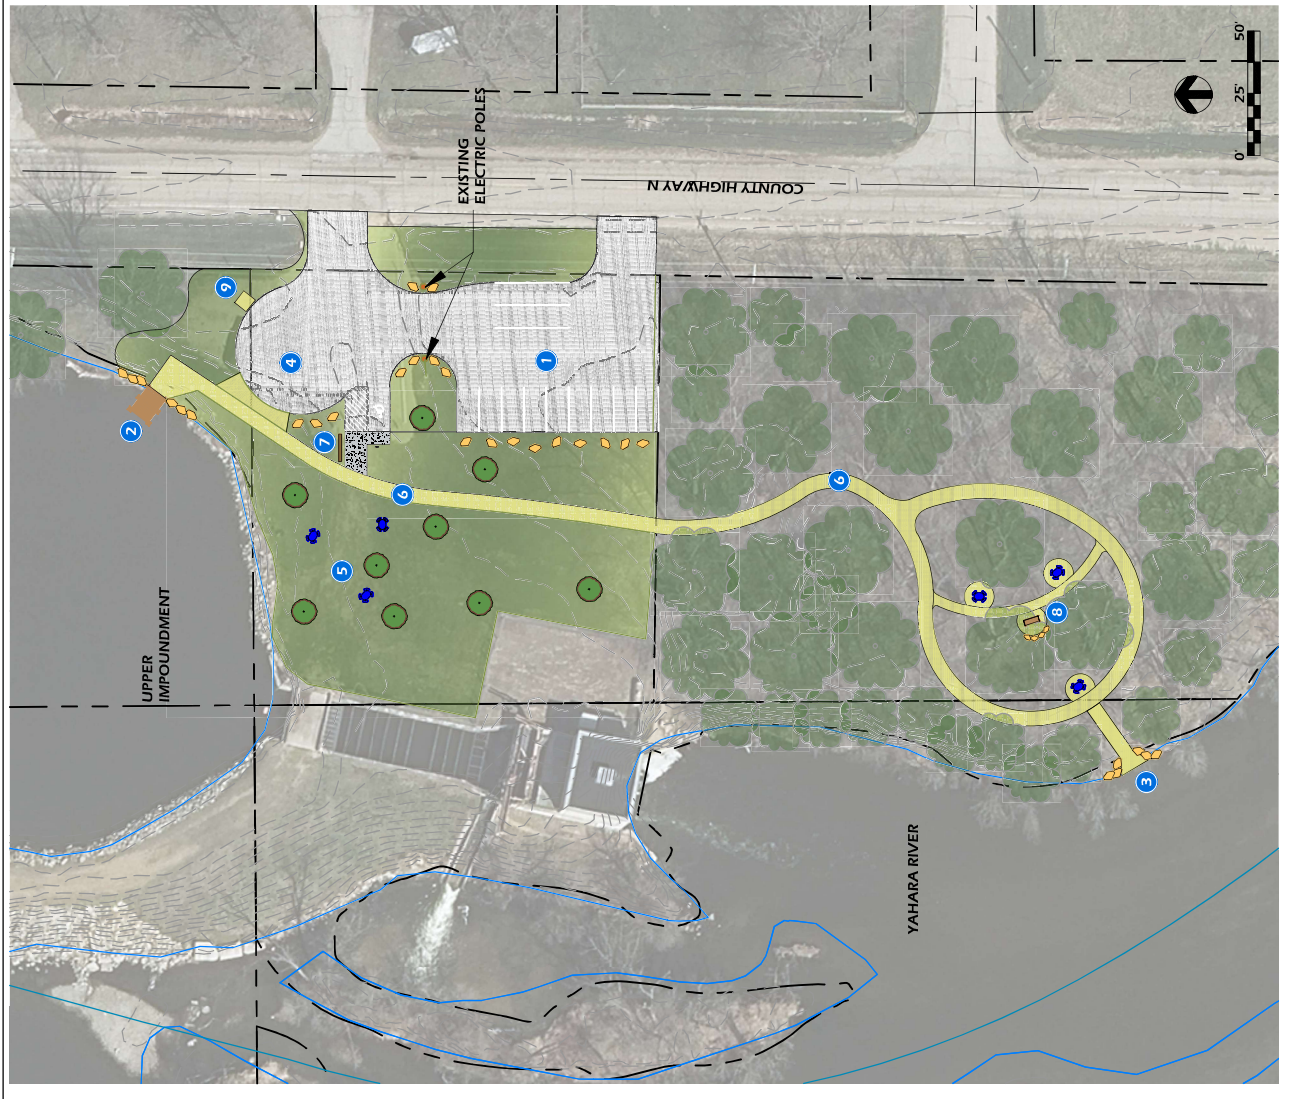 EXISTING
ELECTRIC POLES
COUNTY HIGHWAY N
0' 25' 50'
9
4
1
2
7
6
6
5
8
3
UPPER
IMPOUNDMENT
YAHARA RIVER